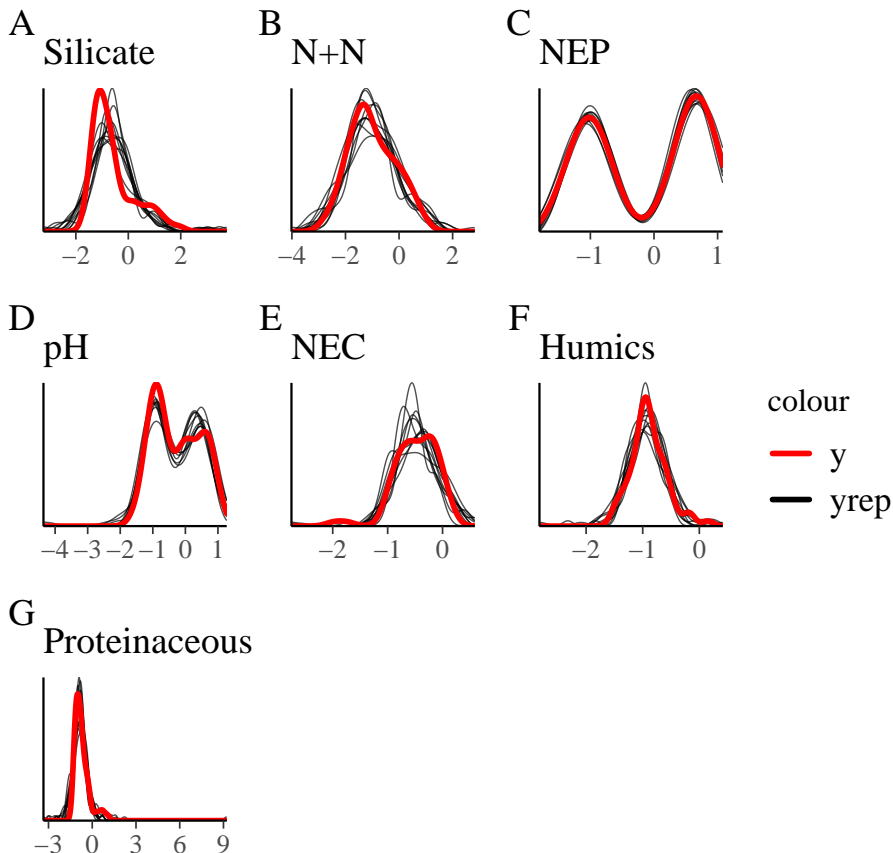 A
Silicate
−2 0 2
B
N+N
−4 −2 0 2
C
NEP
−1 0 1
D
pH
−4 −3 −2 −1 0 1
E
NEC
−2 −1 0
F
Humics
−1 0
colour
y
yrep
G
Proteinaceous
−3 0 3 6 9